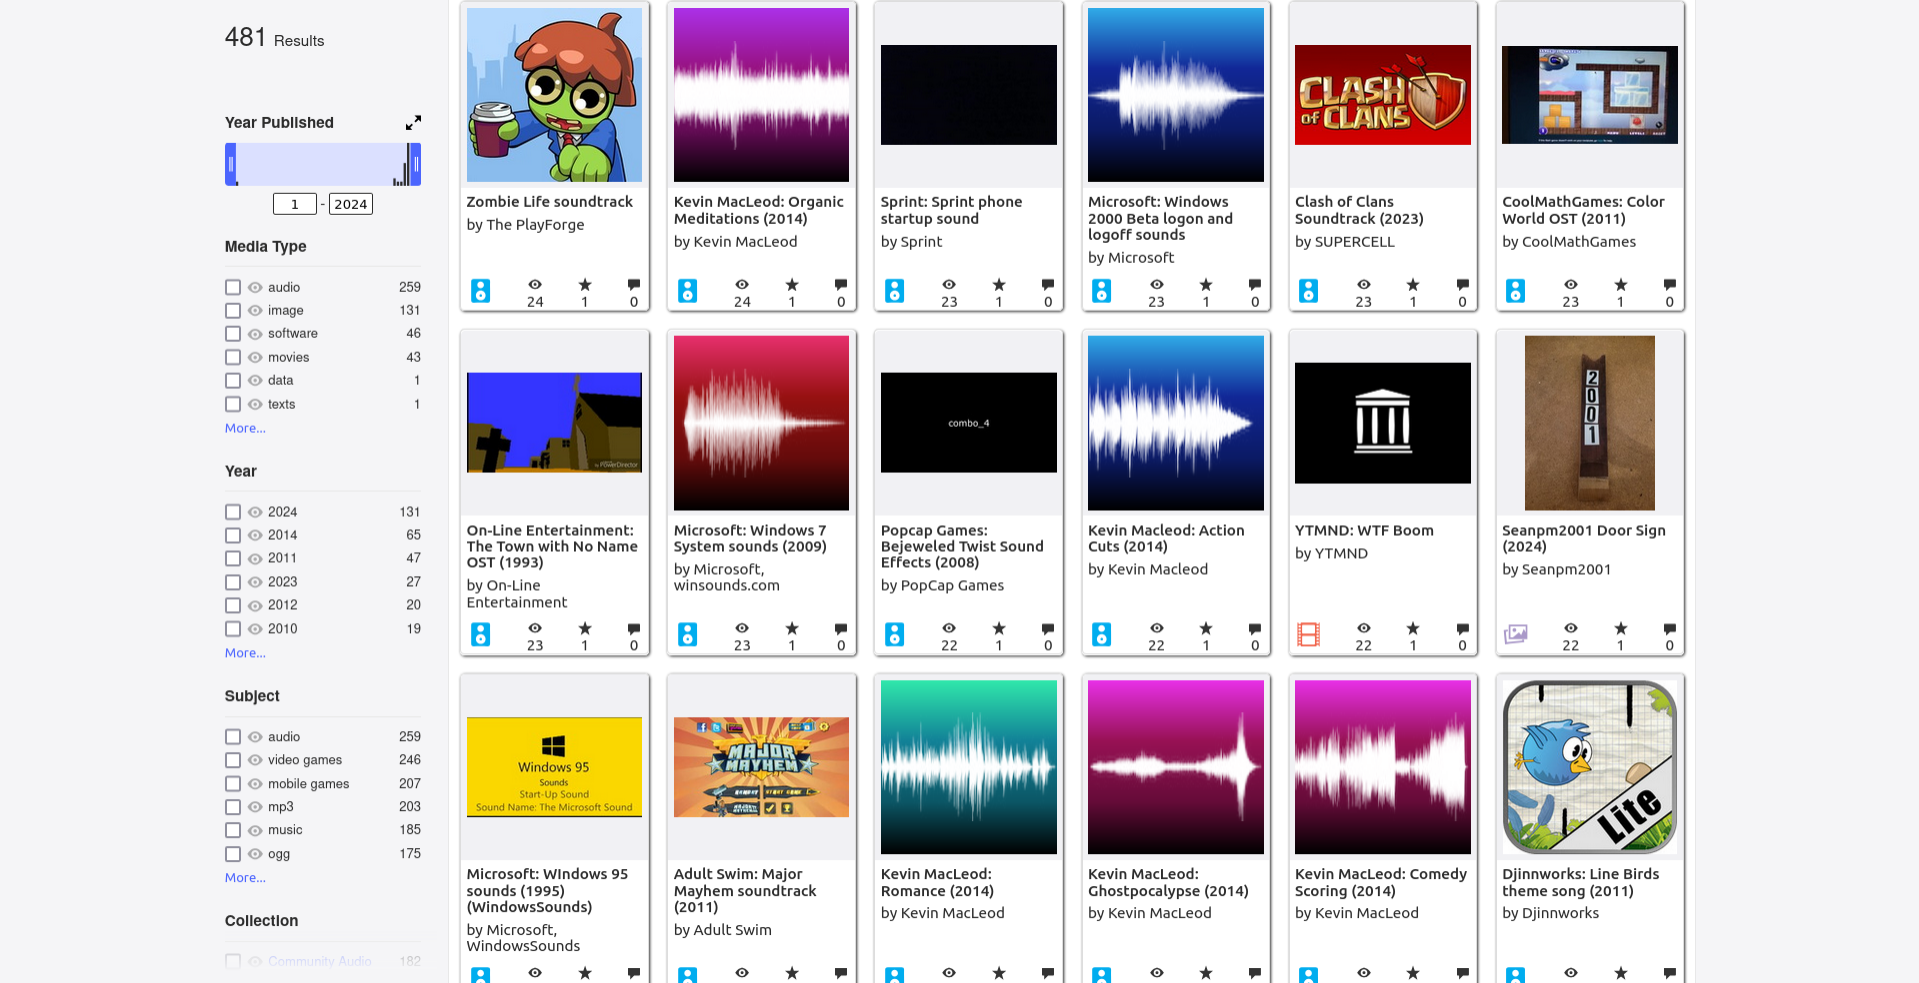 481 Results
Year Published
1 - 2024
Media Type
audio 259
image 131
software 46
movies 43
data 1
texts 1
More...
Year
2024 131
2014 65
2011 47
2023 27
2012 20
2010 19
More...
Subject
audio 259
video games 246
mobile games 207
mp3 203
music 185
ogg 175
More...
Collection
Community Audio 182
Zombie Life soundtrack
by The PlayForge
24 1 0
Kevin MacLeod: Organic
Meditations (2014)
by Kevin MacLeod
24 1 0
Sprint: Sprint phone
startup sound
by Sprint
23 1 0
Microsoft: Windows
2000 Beta logon and
logoff sounds
by Microsoft
23 1 0
CLASH
OF CLANS
Clash of Clans
Soundtrack (2023)
by SUPERCELL
23 1 0
CoolMathGames: Color
World OST (2011)
by CoolMathGames
23 1 0
by PowerDirector
On-Line Entertainment:
The Town with No Name
OST (1993)
by On-Line
Entertainment
23 1 0
Microsoft: Windows 7
System sounds (2009)
by Microsoft,
winsounds.com
23 1 0
combo_4
Popcap Games:
Bejeweled Twist Sound
Effects (2008)
by PopCap Games
22 1 0
Kevin Macleod: Action
Cuts (2014)
by Kevin Macleod
22 1 0
YTMND: WTF Boom
by YTMND
22 1 0
2001
Seanpm2001 Door Sign
(2024)
by Seanpm2001
22 1 0
Windows 95
Sounds
Start-Up Sound
Sound Name: The Microsoft Sound
Microsoft: WIndows 95
sounds (1995)
(WindowsSounds)
by Microsoft,
WindowsSounds
MAJOR
MAYHEM
Adult Swim: Major
Mayhem soundtrack
(2011)
by Adult Swim
Kevin MacLeod:
Romance (2014)
by Kevin MacLeod
Kevin MacLeod:
Ghostpocalypse (2014)
by Kevin MacLeod
Kevin MacLeod: Comedy
Scoring (2014)
by Kevin MacLeod
Lite
Djinnworks: Line Birds
theme song (2011)
by Djinnworks